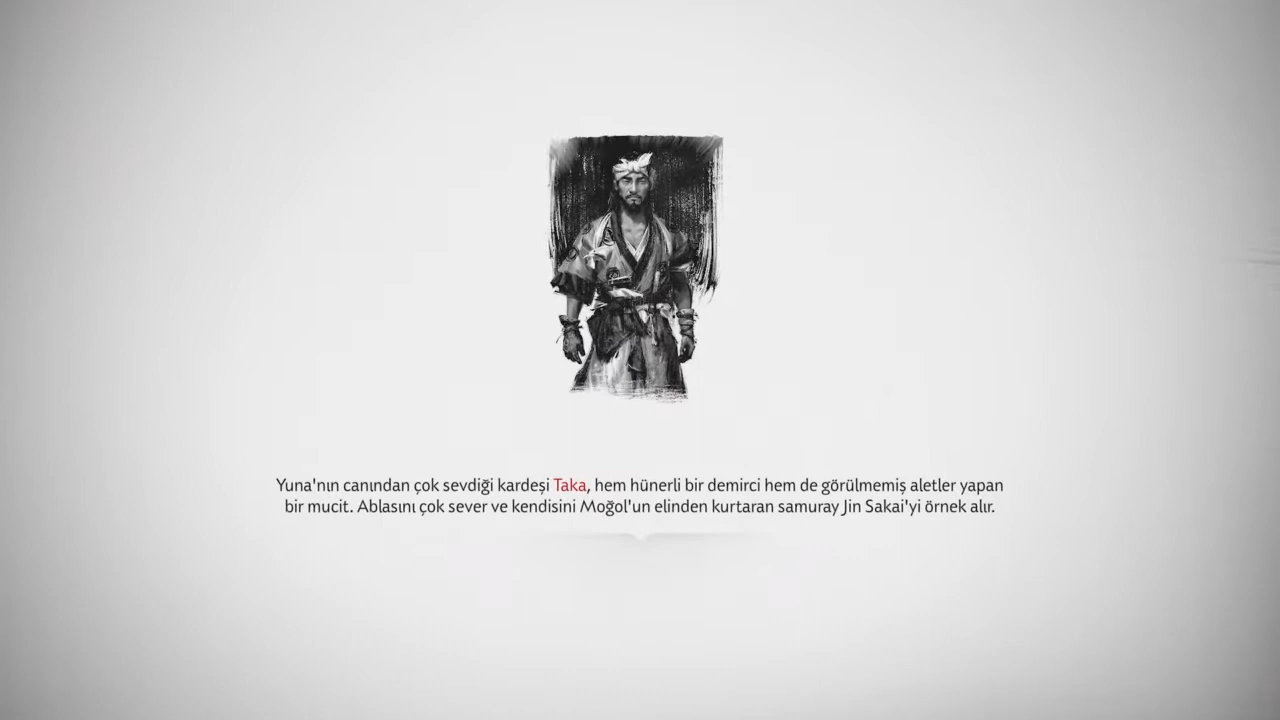 Yuna'nın canından çok sevdiği kardeşi Taka, hem hünerli bir demirci hem de görülmemiş aletler yapan
bir mucit. Ablasını çok sever ve kendisini Moğol'un elinden kurtaran samuray Jin Sakai'yi örnek alır.